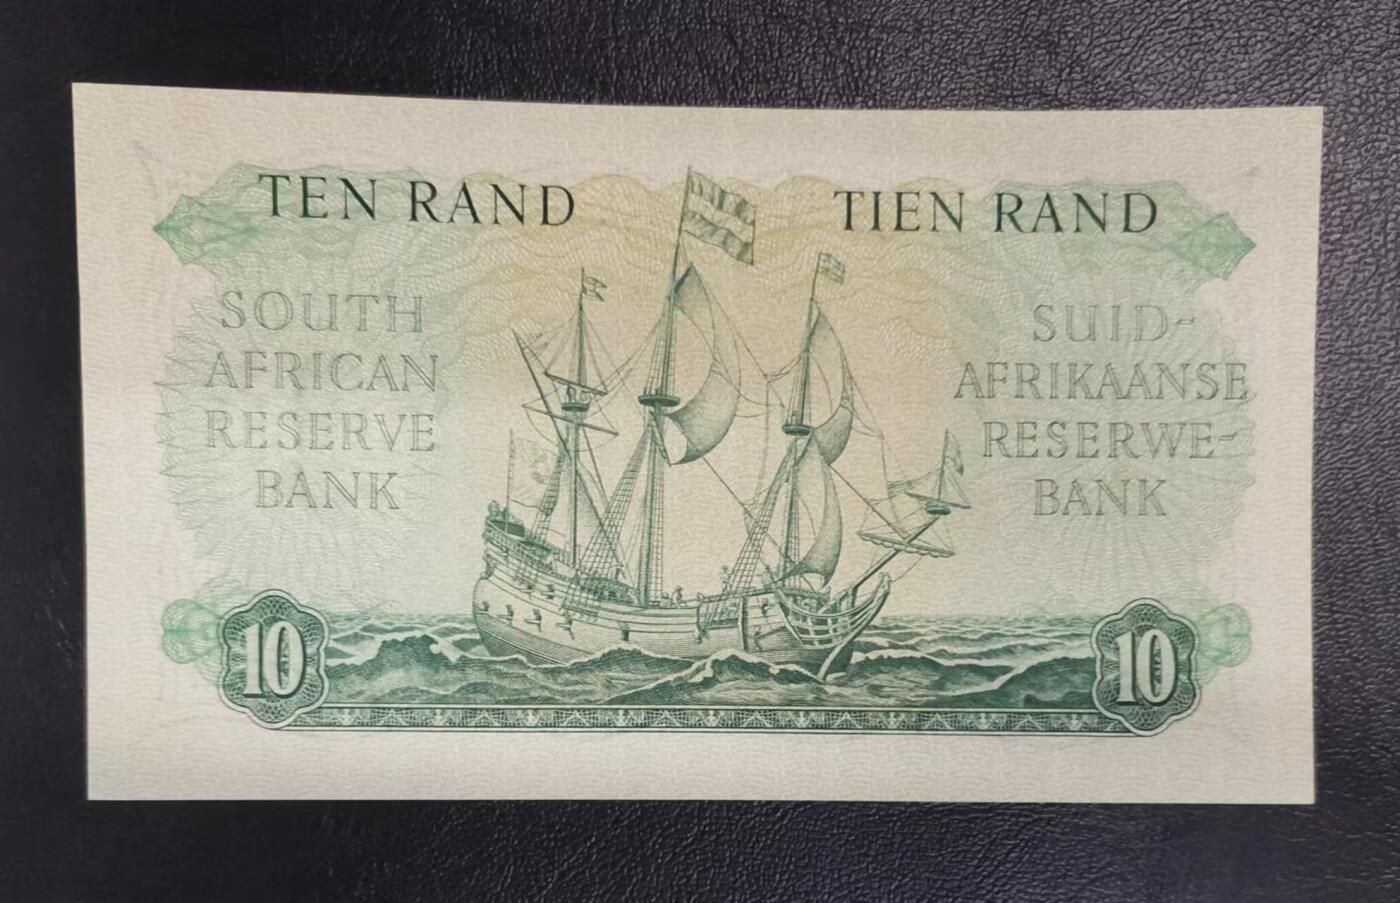 TEN RAND
TIEN RAND
SOUTH
AFRICAN
RESERVE
BANK
SUID-
AFRIKAANSE
RESERWE-
BANK
10
10